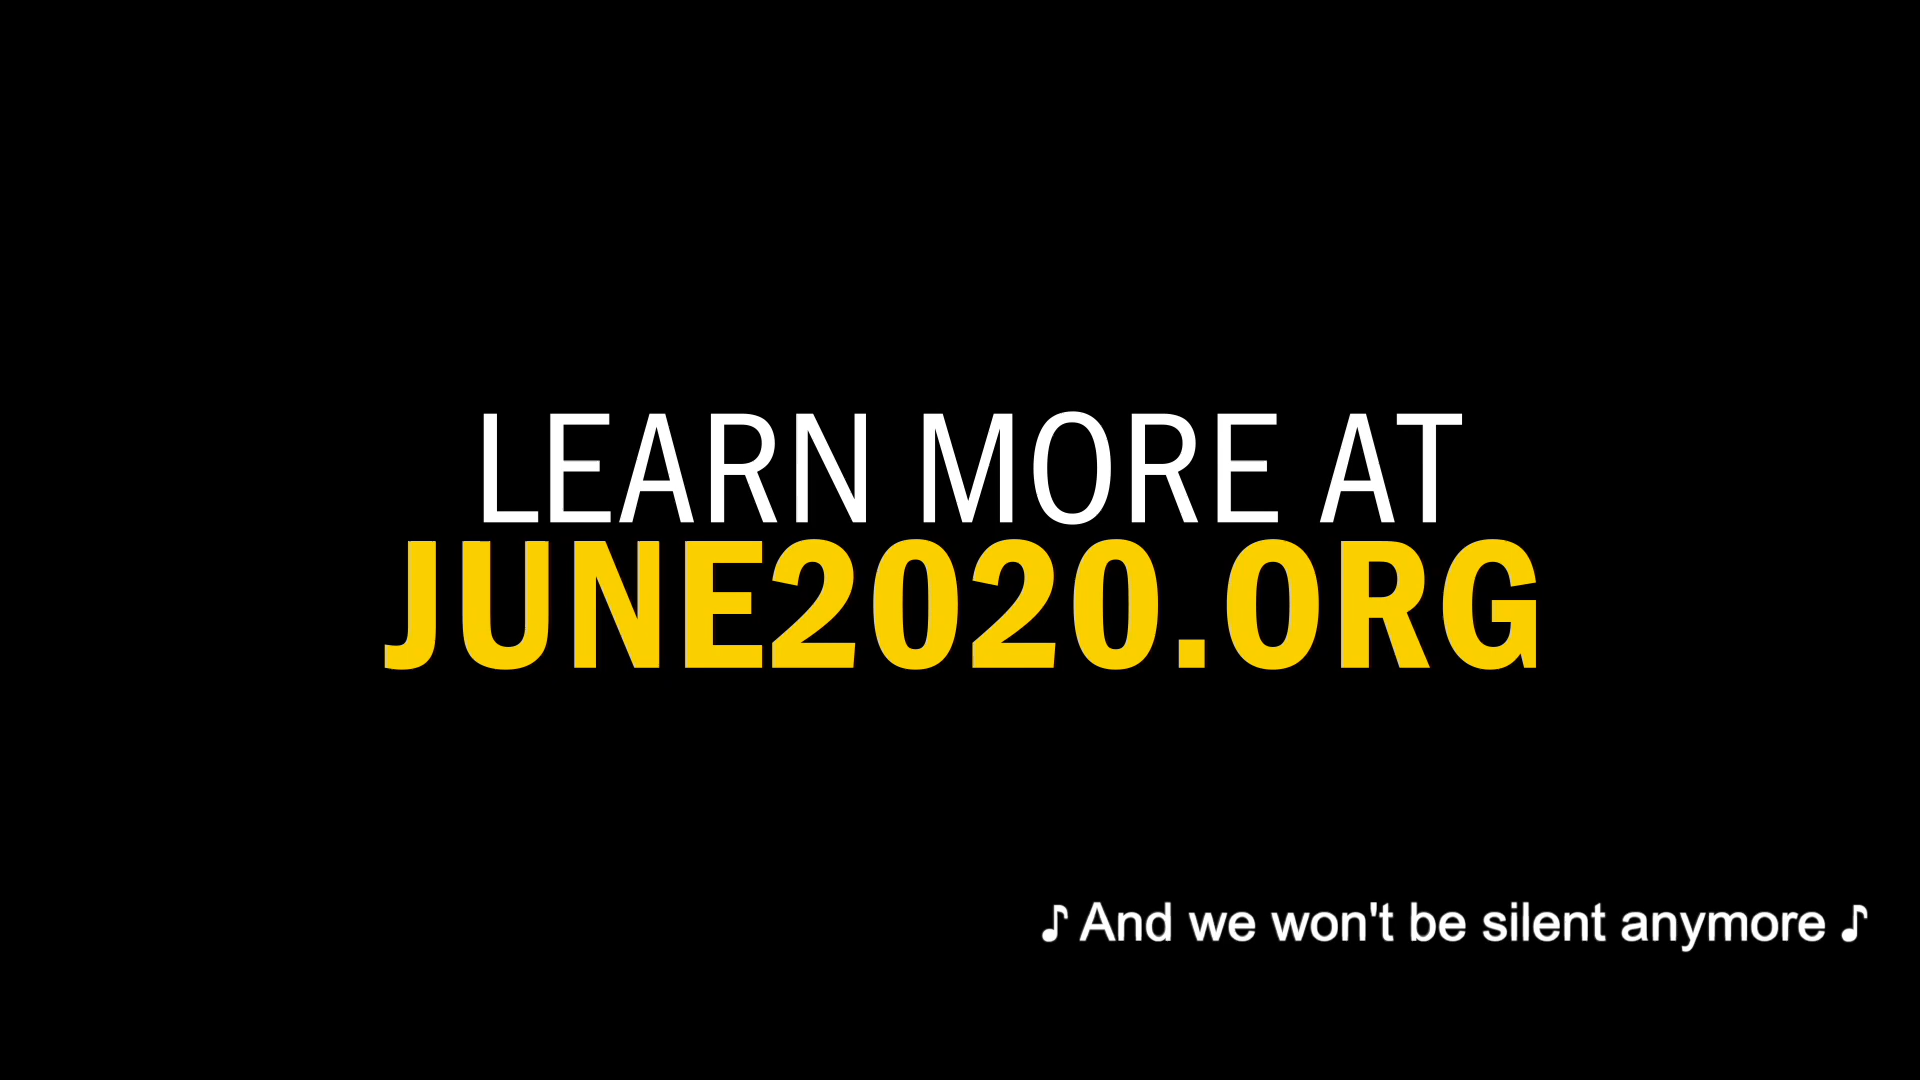 LEARN MORE AT
JUNE2020.ORG
♪ And we won't be silent anymore ♪